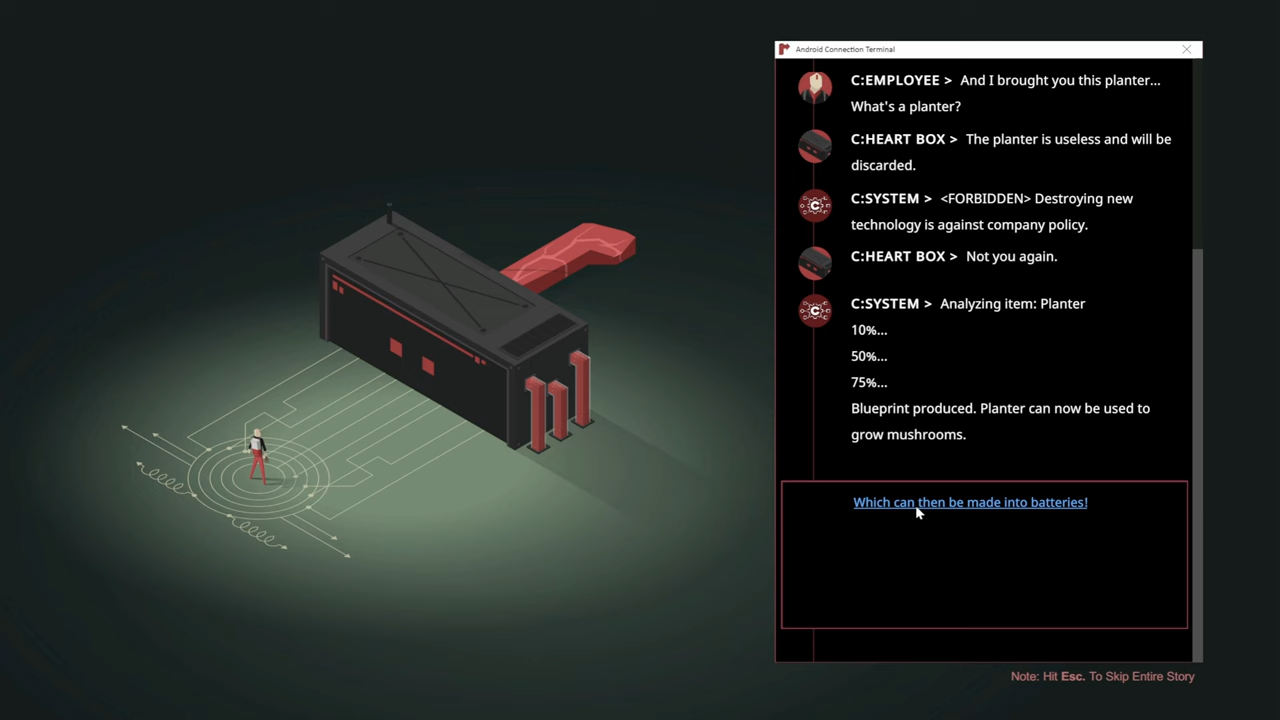 Android Connection Terminal
C:EMPLOYEE > And I brought you this planter...
What's a planter?
C:HEART BOX > The planter is useless and will be
discarded.
C:SYSTEM > <FORBIDDEN> Destroying new
technology is against company policy.
C:HEART BOX > Not you again.
C:SYSTEM > Analyzing item: Planter
10%...
50%...
75%...
Blueprint produced. Planter can now be used to
grow mushrooms.
Which can then be made into batteries!
Note: Hit Esc. To Skip Entire Story